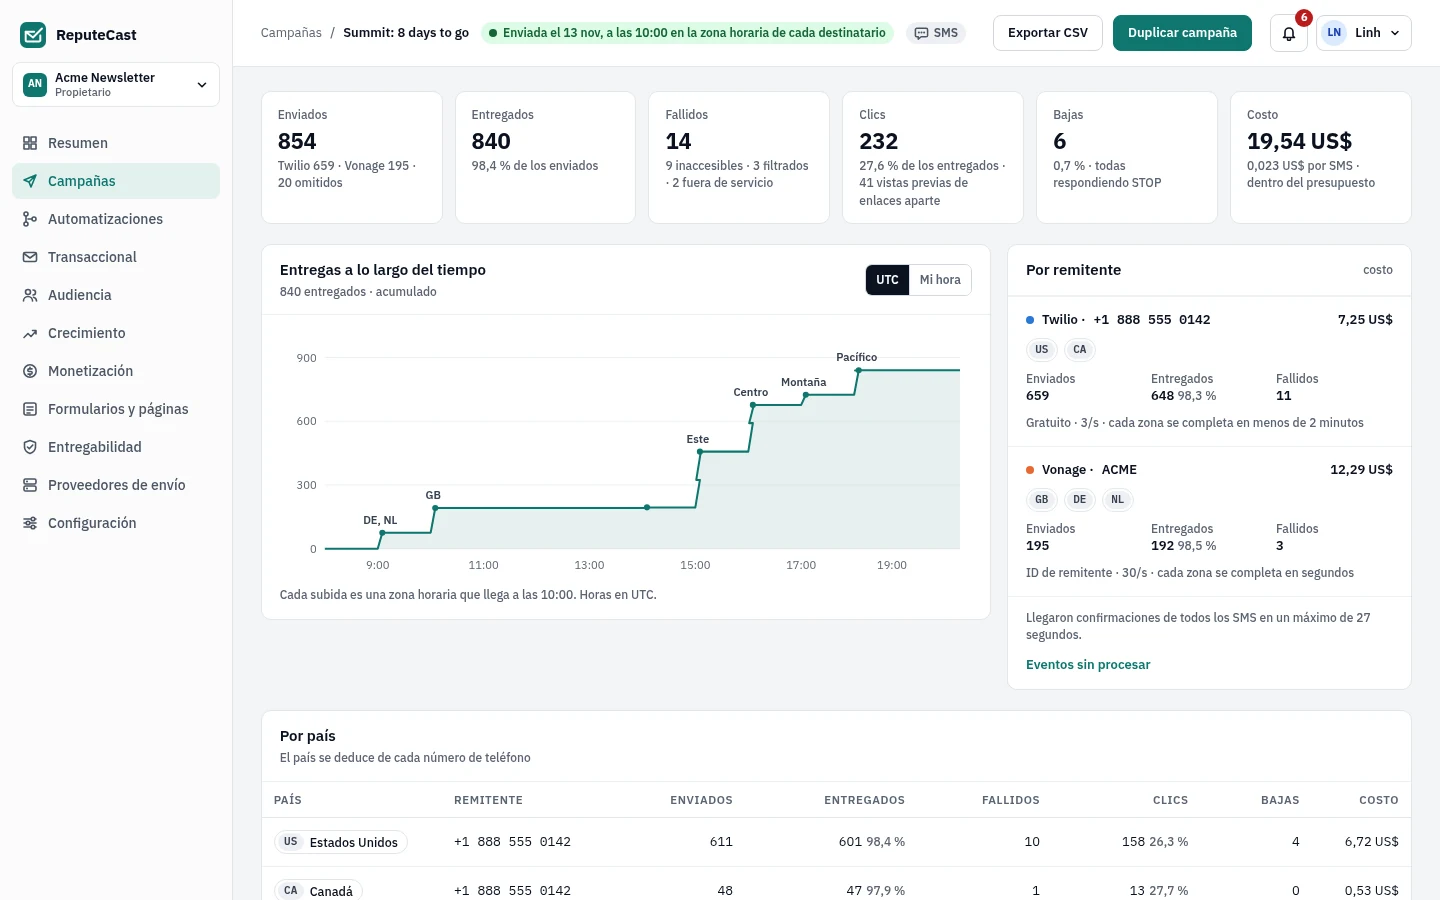 ReputeCast
AN
Acme Newsletter
Propietario
Resumen
Campañas
Automatizaciones
Transaccional
Audiencia
Crecimiento
Monetización
Formularios y páginas
Entregabilidad
Proveedores de envío
Configuración
Campañas / Summit: 8 days to go
Enviada el 13 nov, a las 10:00 en la zona horaria de cada destinatario
SMS
Exportar CSV
Duplicar campaña
6
LN
Linh
Enviados
854
Twilio 659 · Vonage 195 ·
20 omitidos
Entregados
840
98,4 % de los enviados
Fallidos
14
9 inaccesibles · 3 filtrados
· 2 fuera de servicio
Clics
232
27,6 % de los entregados ·
41 vistas previas de
enlaces aparte
Bajas
6
0,7 % · todas
respondiendo STOP
Costo
19,54 US$
0,023 US$ por SMS ·
dentro del presupuesto
Entregas a lo largo del tiempo
840 entregados · acumulado
UTC
Mi hora
900
600
300
0
DE, NL
GB
Este
Centro
Montaña
Pacífico
9:00
11:00
13:00
15:00
17:00
19:00
Cada subida es una zona horaria que llega a las 10:00. Horas en UTC.
Por remitente
costo
Twilio · +1 888 555 0142
7,25 US$
US
CA
Enviados
659
Entregados
648 98,3 %
Fallidos
11
Gratuito · 3/s · cada zona se completa en menos de 2 minutos
Vonage · ACME
12,29 US$
GB
DE
NL
Enviados
195
Entregados
192 98,5 %
Fallidos
3
ID de remitente · 30/s · cada zona se completa en segundos
Llegaron confirmaciones de todos los SMS en un máximo de 27
segundos.
Eventos sin procesar
Por país
El país se deduce de cada número de teléfono
PAÍS REMITENTE ENVIADOS ENTREGADOS FALLIDOS CLICS BAJAS COSTO
US Estados Unidos +1 888 555 0142 611 601 98,4 % 10 158 26,3 % 4 6,72 US$
CA Canadá +1 888 555 0142 48 47 97,9 % 1 13 27,7 % 0 0,53 US$